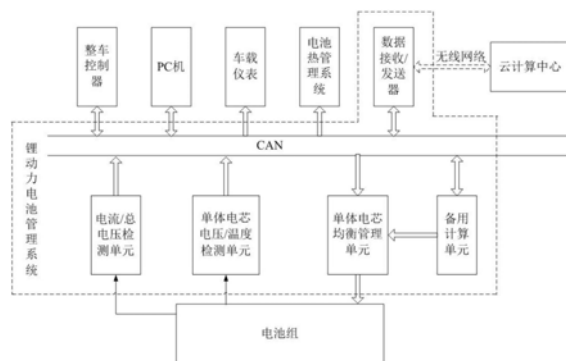 整车
控制
器
PC机
车载
仪表
电池
热管理
系统
数据
接收/
发送
器
无线网络
云计算中心
CAN
锂动力电池管理系统
电流/总
电压检
测单元
单体电芯
电压/温度
检测单元
单体电芯
均衡管理
单元
备用
计算
单元
电池组